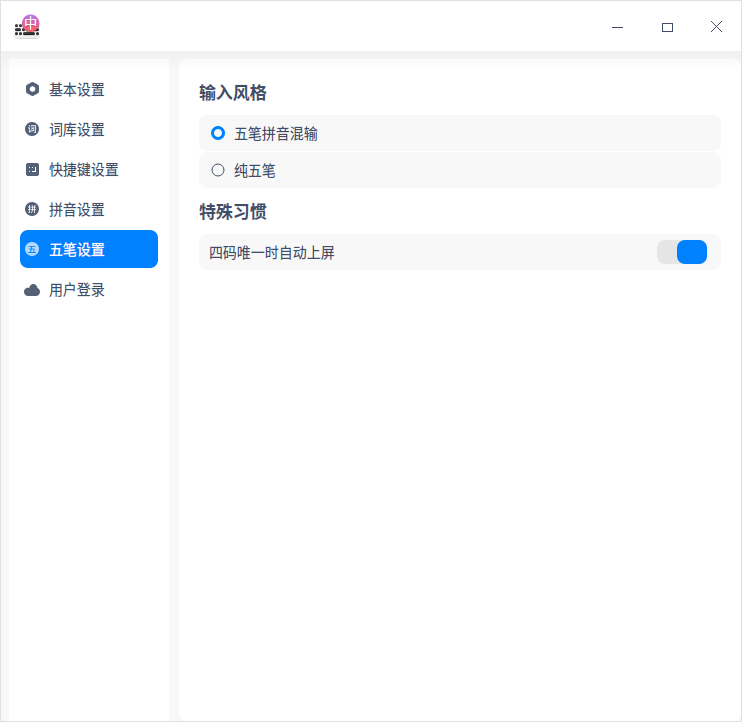 中
基本设置
词库设置
快捷键设置
拼音设置
五笔设置
用户登录
输入风格
五笔拼音混输
纯五笔
特殊习惯
四码唯一时自动上屏